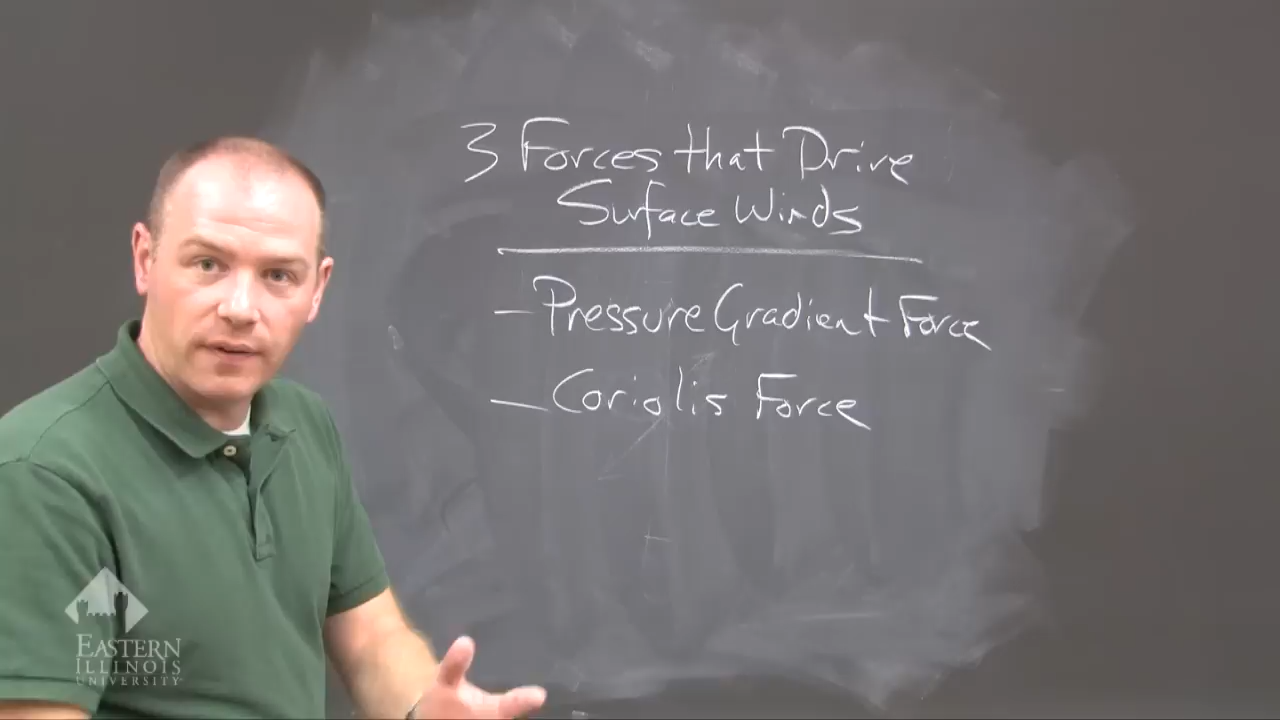 3 Forces that Drive
Surface Winds
- Pressure Gradient Force
- Coriolis Force
EASTERN
ILLINOIS
UNIVERSITY